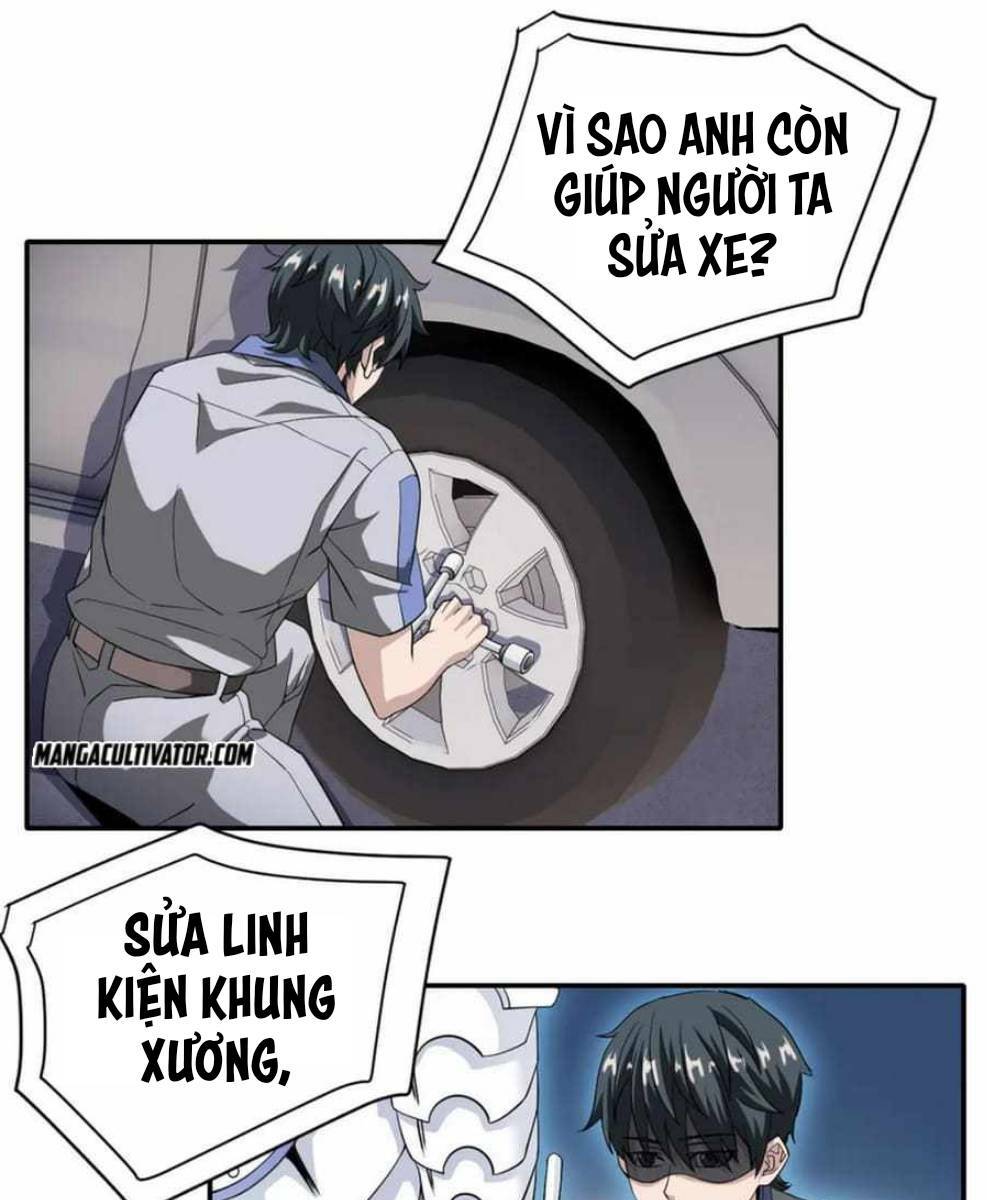 VÌ SAO ANH CÒN
GIÚP NGƯỜI TA
SỬA XE?
MANGACULTIVATOR.COM
SỬA LINH
KIỆN KHUNG
XƯƠNG,